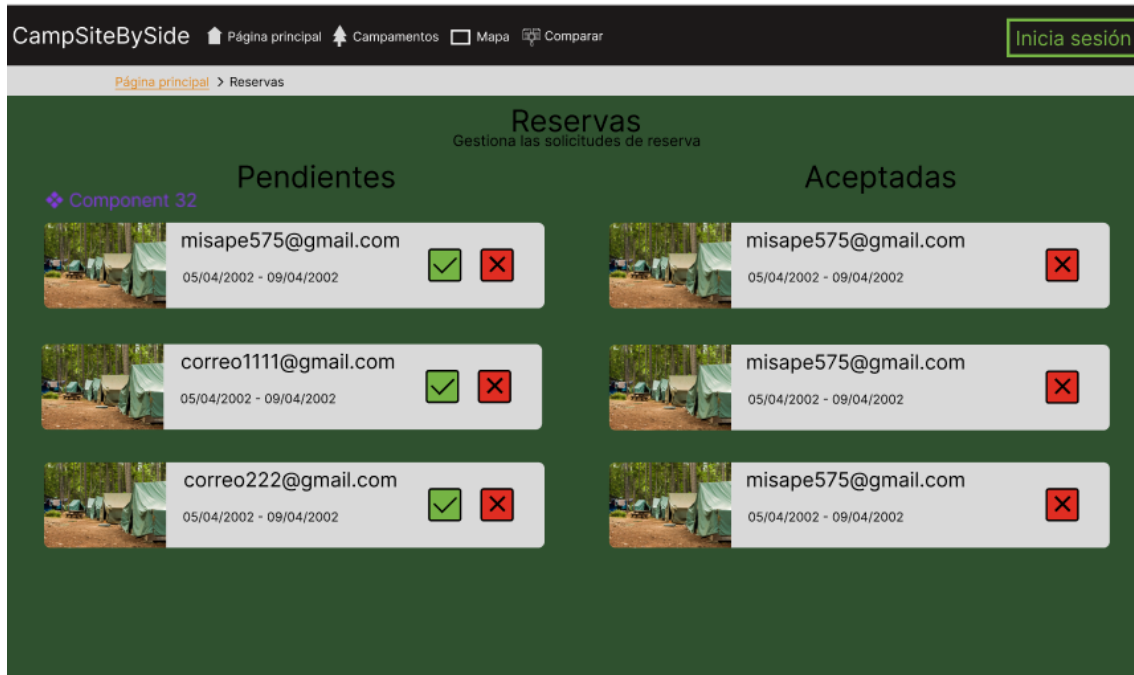 CampSiteBySide Página principal Campamentos Mapa Comparar Inicia sesión
Página principal > Reservas
Reservas
Gestiona las solicitudes de reserva
Pendientes
Component 32
misape575@gmail.com
05/04/2002 - 09/04/2002
correo1111@gmail.com
05/04/2002 - 09/04/2002
correo222@gmail.com
05/04/2002 - 09/04/2002
Aceptadas
misape575@gmail.com
05/04/2002 - 09/04/2002
misape575@gmail.com
05/04/2002 - 09/04/2002
misape575@gmail.com
05/04/2002 - 09/04/2002